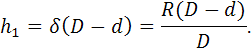 h₁ = δ(D − d) = R(D − d)/D.